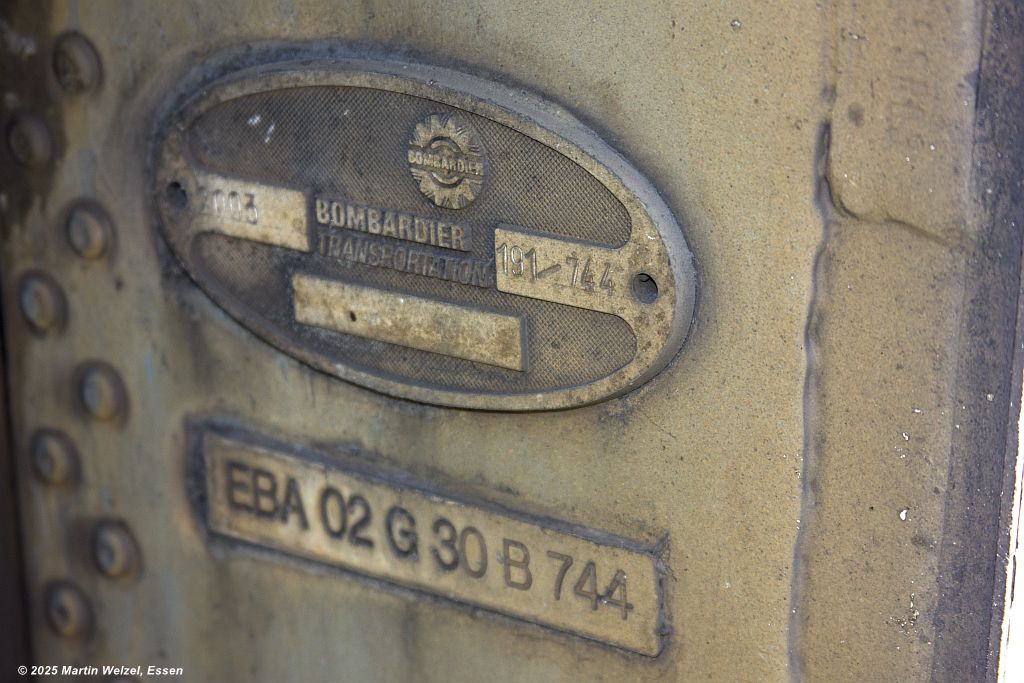 BOMBARDIER
2003
BOMBARDIER
TRANSPORTATION
191/744
EBA 02 G 30 B 744
© 2025 Martin Welzel, Essen